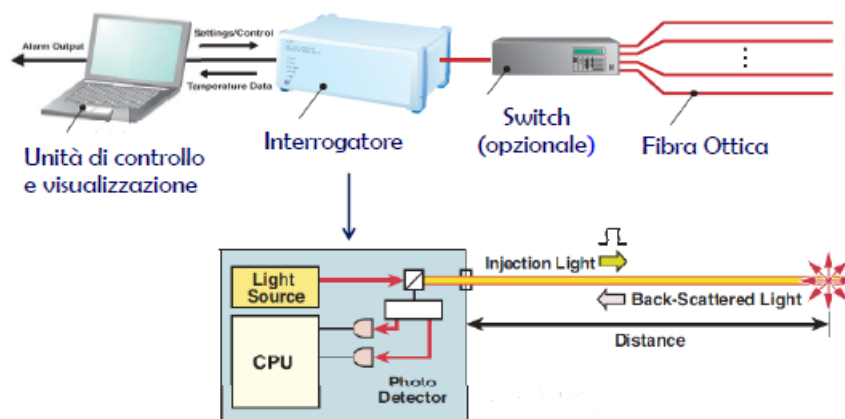 Alarm Output
Settings/Control
Temperature Data
Unità di controllo
e visualizzazione
Interrogatore
Switch
(opzionale)
Fibra Ottica
Light
Source
CPU
Photo
Detector
Injection Light
Back-Scattered Light
Distance